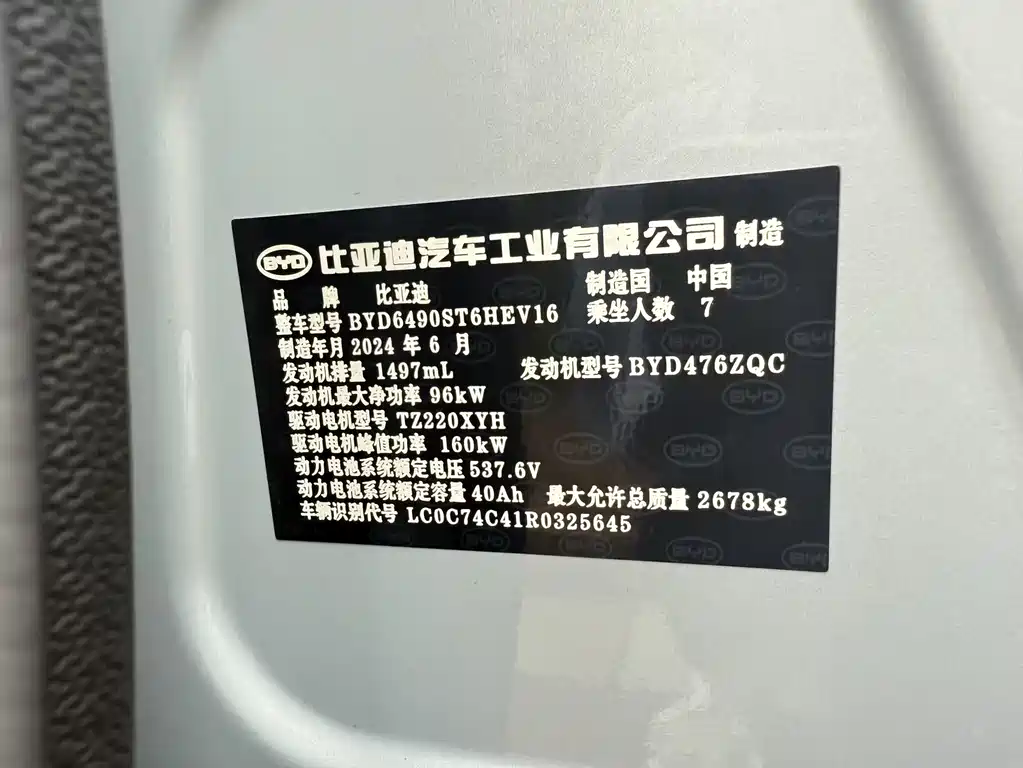 BYD 比亚迪汽车工业有限公司 制造
品 牌 比亚迪 制造国 中国
整车型号 BYD6490ST6HEV16 乘坐人数 7
制造年月 2024 年 6 月
发动机排量 1497mL 发动机型号 BYD476ZQC
发动机最大净功率 96kW
驱动电机型号 TZ220XYH
驱动电机峰值功率 160kW
动力电池系统额定电压 537.6V
动力电池系统额定容量 40Ah 最大允许总质量 2678kg
车辆识别代号 LC0C74C41R0325645